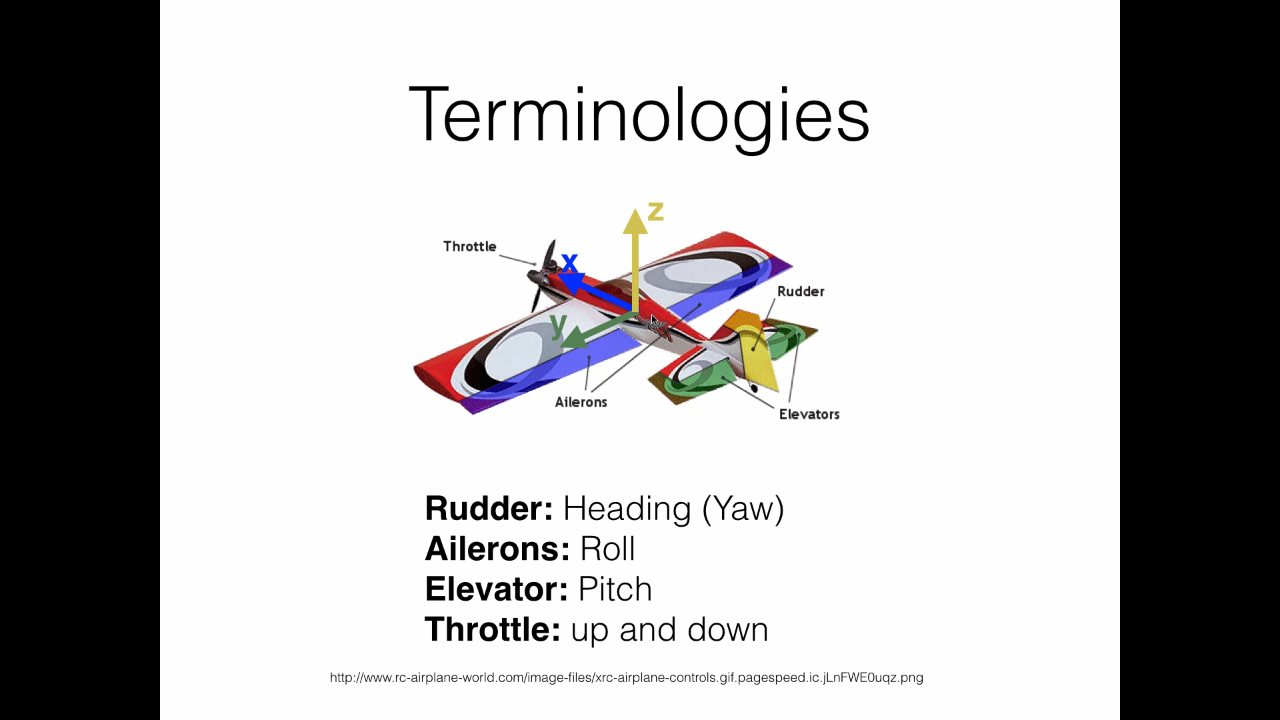 Terminologies
z
Throttle
x
Rudder
y
Ailerons
Elevators
Rudder: Heading (Yaw)
Ailerons: Roll
Elevator: Pitch
Throttle: up and down
http://www.rc-airplane-world.com/image-files/xrc-airplane-controls.gif.pagespeed.ic.jLnFWE0uqz.png